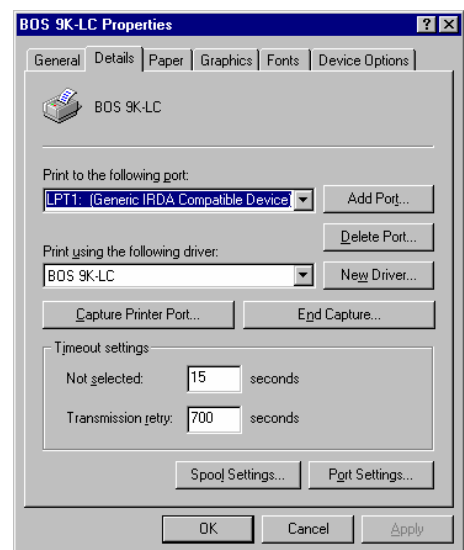 BOS 9K-LC Properties
General Details Paper Graphics Fonts Device Options
BOS 9K-LC
Print to the following port:
LPT1: (Generic IRDA Compatible Device) Add Port...
Delete Port...
Print using the following driver:
BOS 9K-LC New Driver...
Capture Printer Port... End Capture...
Timeout settings
Not selected: 15 seconds
Transmission retry: 700 seconds
Spool Settings... Port Settings...
OK Cancel Apply